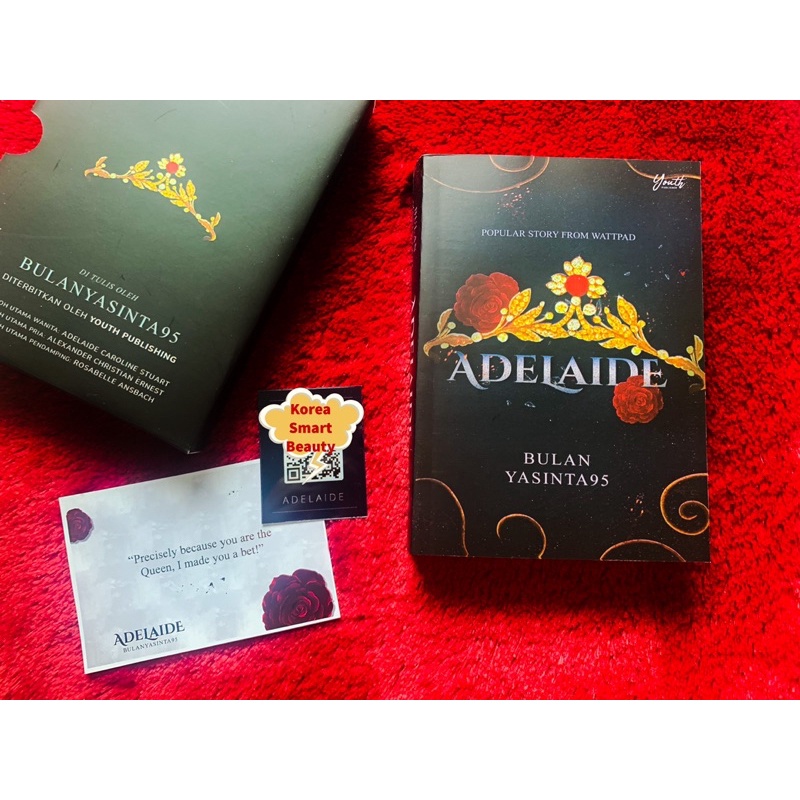 DI TULIS OLEH
BULANYASINTA95
DITERBITKAN OLEH YOUTH PUBLISHING
UTAMA WANITA: ADELAIDE CAROLINE STUART
UTAMA PRIA: ALEXANDER CHRISTIAN ERNEST
UTAMA PENDAMPING: ROSABELLE ANSBACH
Korea
Smart
Beauty
ADELAIDE
“Precisely because you are the
Queen, I made you a bet!”
ADELAIDE
BULANYASINTA95
Youth
POPULAR STORY FROM WATTPAD
ADELAIDE
BULAN
YASINTA95